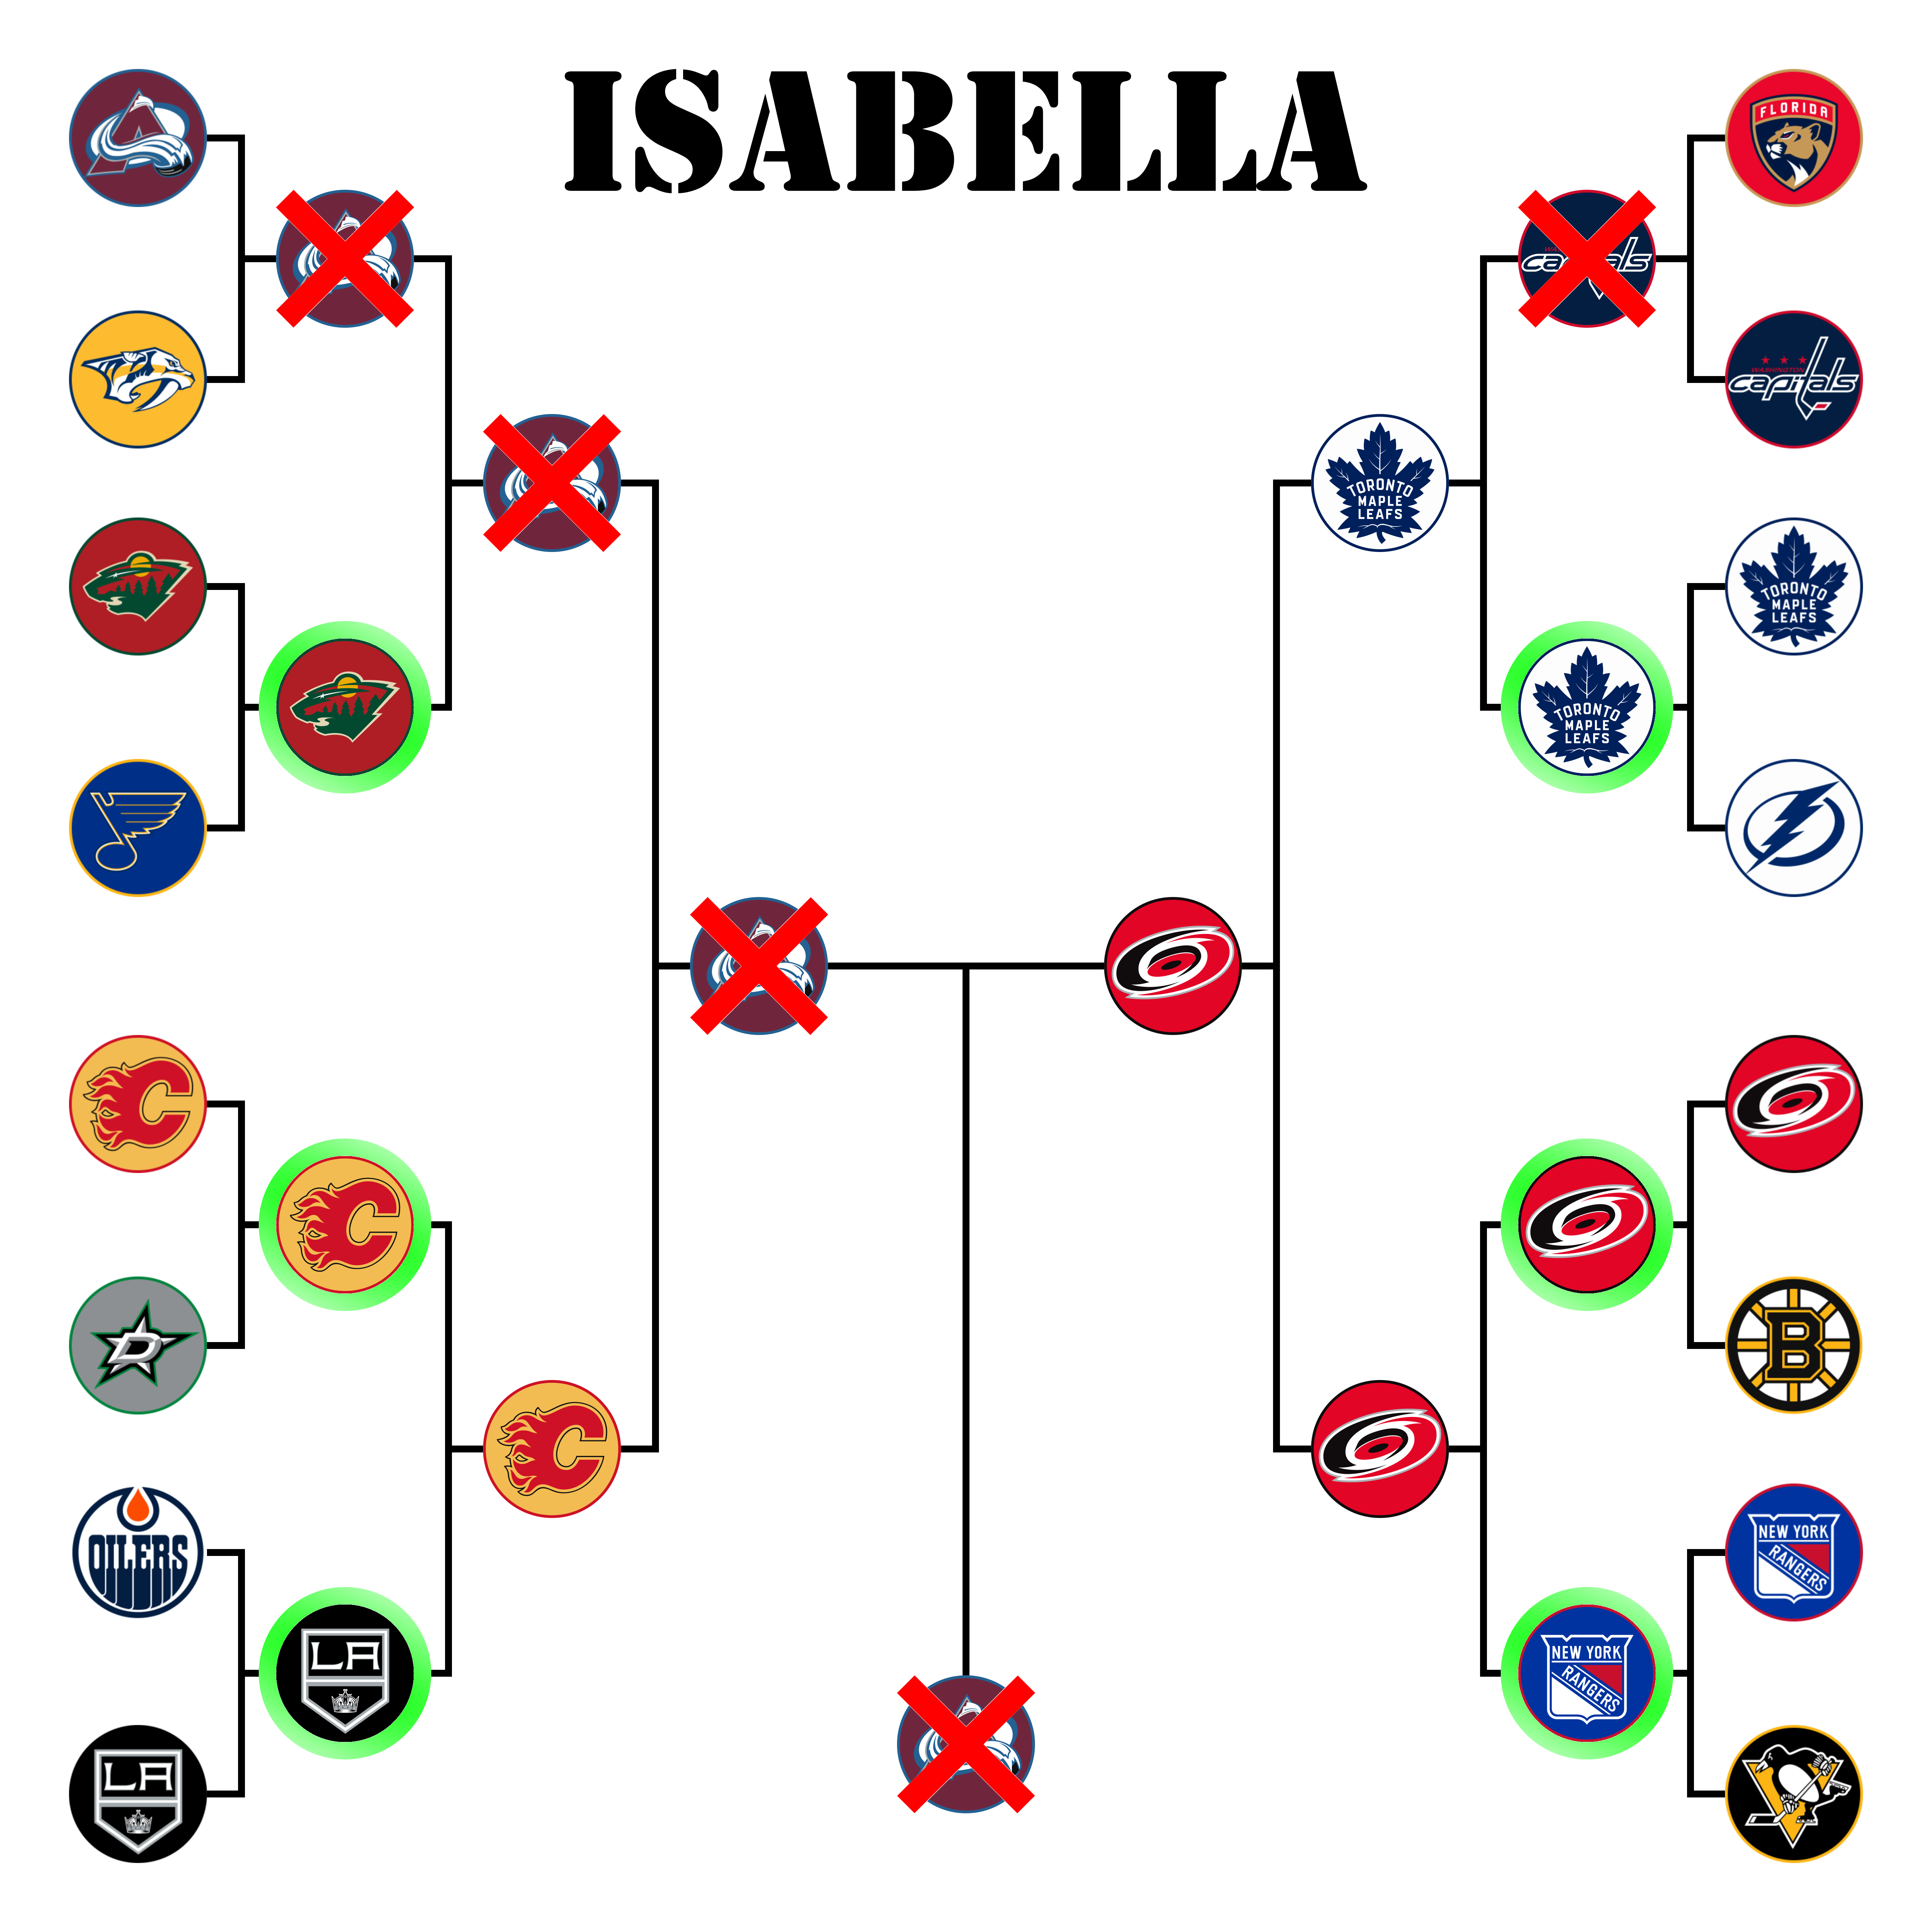 ISABELLA
FLORIDA
WASHINGTON
capitals
TORONTO
MAPLE
LEAFS
TORONTO
MAPLE
LEAFS
TORONTO
MAPLE
LEAFS
C
B
C
D
C
OILERS
NEW YORK
RANGERS
LA
NEW YORK
RANGERS
LA